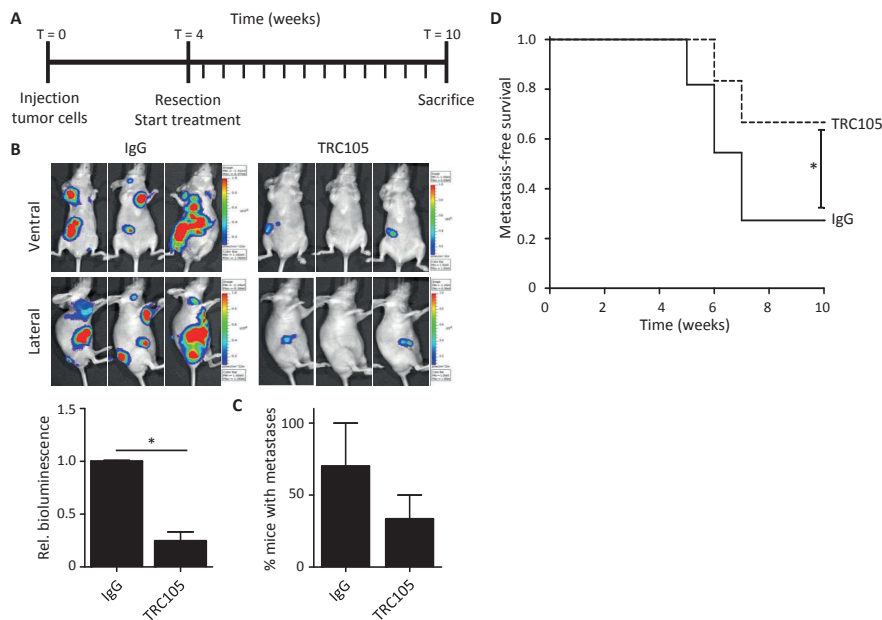 A
Time (weeks)
T = 0
T = 4
T = 10
Injection
tumor cells
Resection
Start treatment
Sacrifice
B
IgG
TRC105
Ventral
Lateral
1.5
1.0
0.5
0
Rel. bioluminescence
*
IgG
TRC105
C
100
50
0
% mice with metastases
IgG
TRC105
D
1.0
0.8
0.6
0.4
0.2
0
Metastasis-free survival
0
2
4
6
8
10
Time (weeks)
TRC105
*
IgG